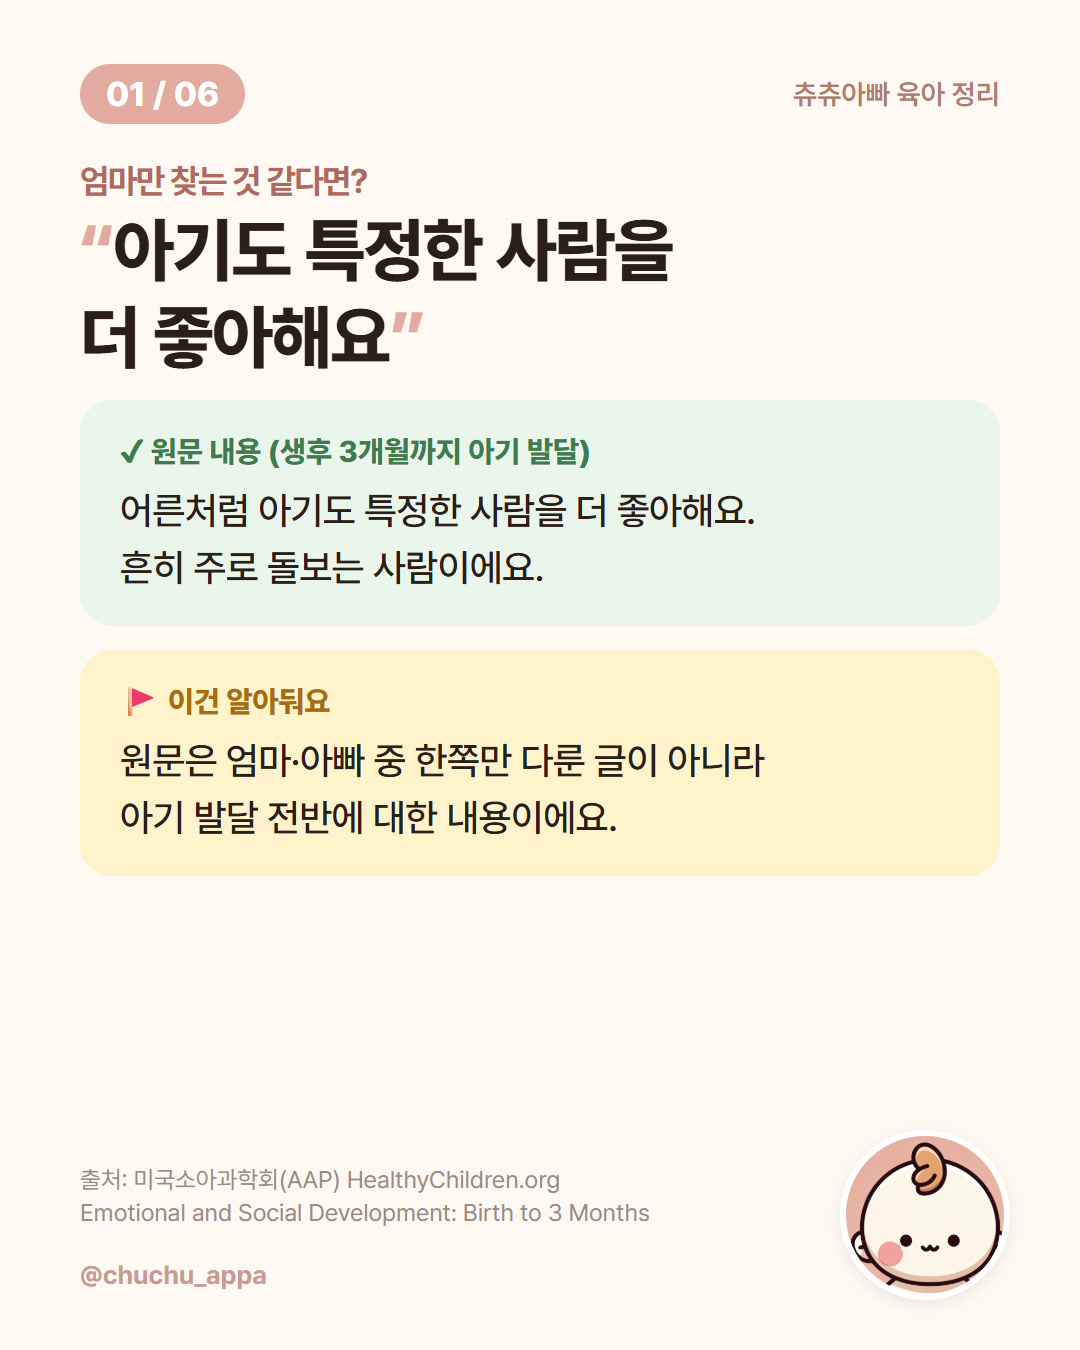 01 / 06
츄츄아빠 육아 정리
엄마만 찾는 것 같다면?
“아기도 특정한 사람을
더 좋아해요”
✓ 원문 내용 (생후 3개월까지 아기 발달)
어른처럼 아기도 특정한 사람을 더 좋아해요.
흔히 주로 돌보는 사람이에요.
🚩 이건 알아둬요
원문은 엄마·아빠 중 한쪽만 다룬 글이 아니라
아기 발달 전반에 대한 내용이에요.
출처: 미국소아과학회(AAP) HealthyChildren.org
Emotional and Social Development: Birth to 3 Months
@chuchu_appa